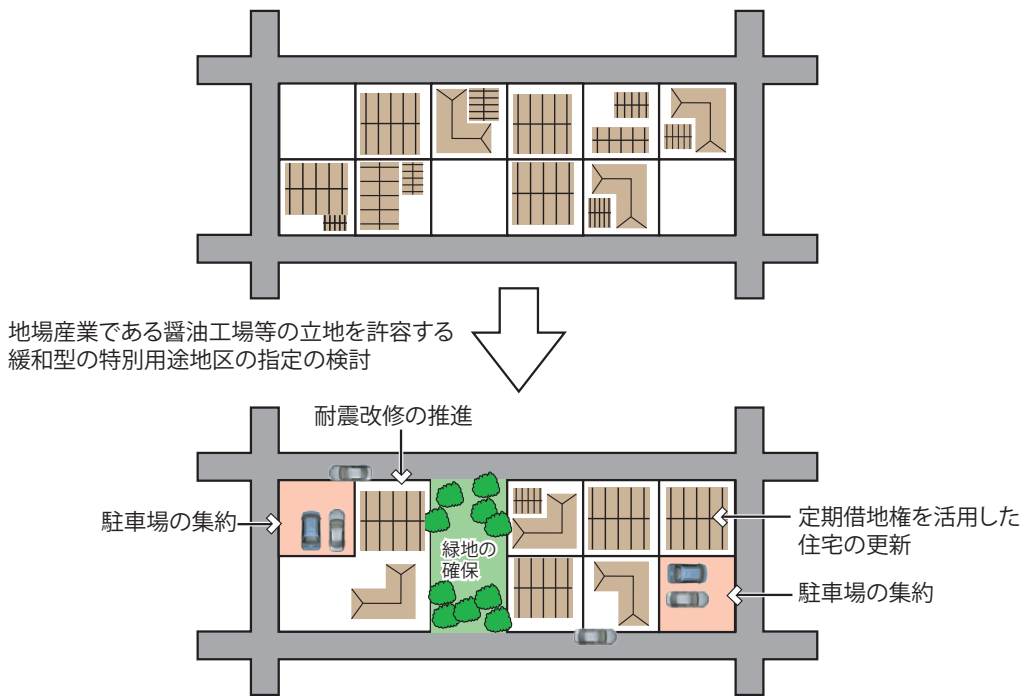 地場産業である醤油工場等の立地を許容する
緩和型の特別用途地区の指定の検討
耐震改修の推進
駐車場の集約
緑地の
確保
定期借地権を活用した
住宅の更新
駐車場の集約